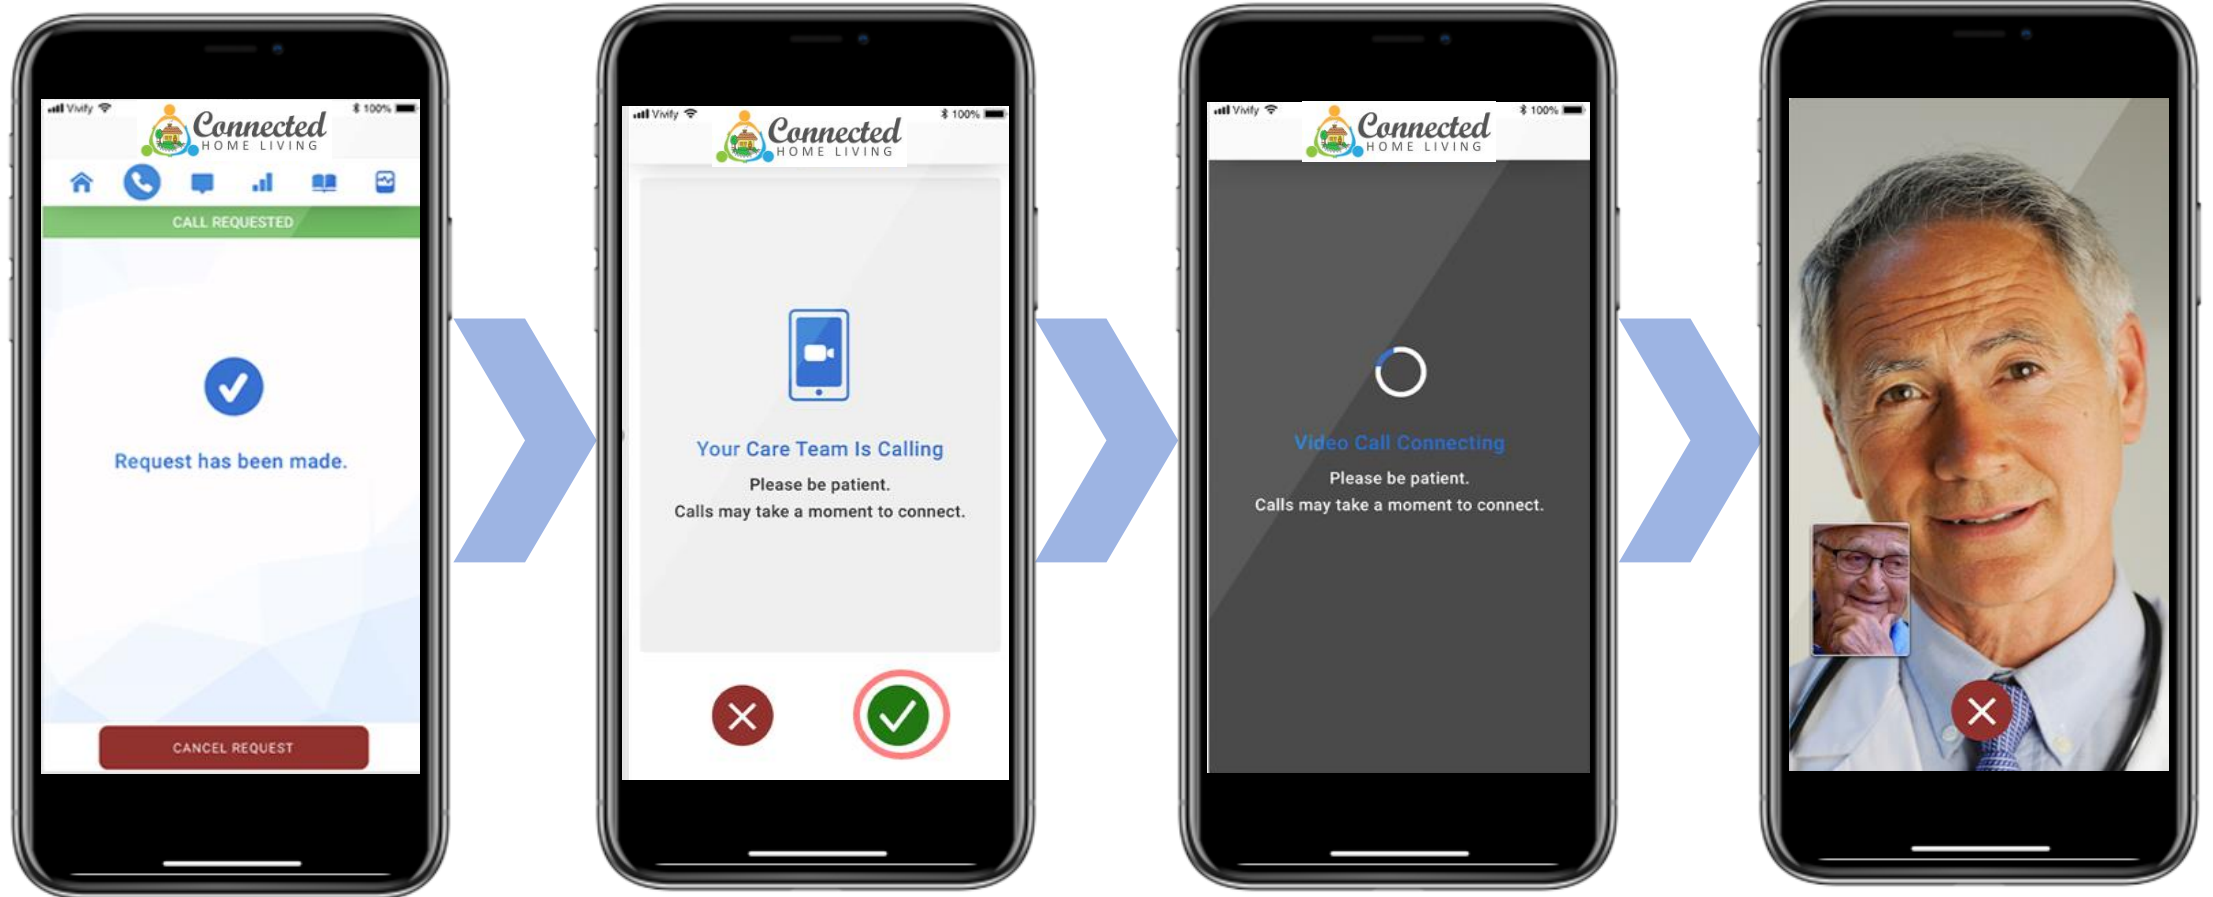 Vivify
100%
Connected
HOME LIVING
CALL REQUESTED
Request has been made.
CANCEL REQUEST
Vivify
100%
Connected
HOME LIVING
Your Care Team Is Calling
Please be patient.
Calls may take a moment to connect.
Vivify
100%
Connected
HOME LIVING
Video Call Connecting
Please be patient.
Calls may take a moment to connect.